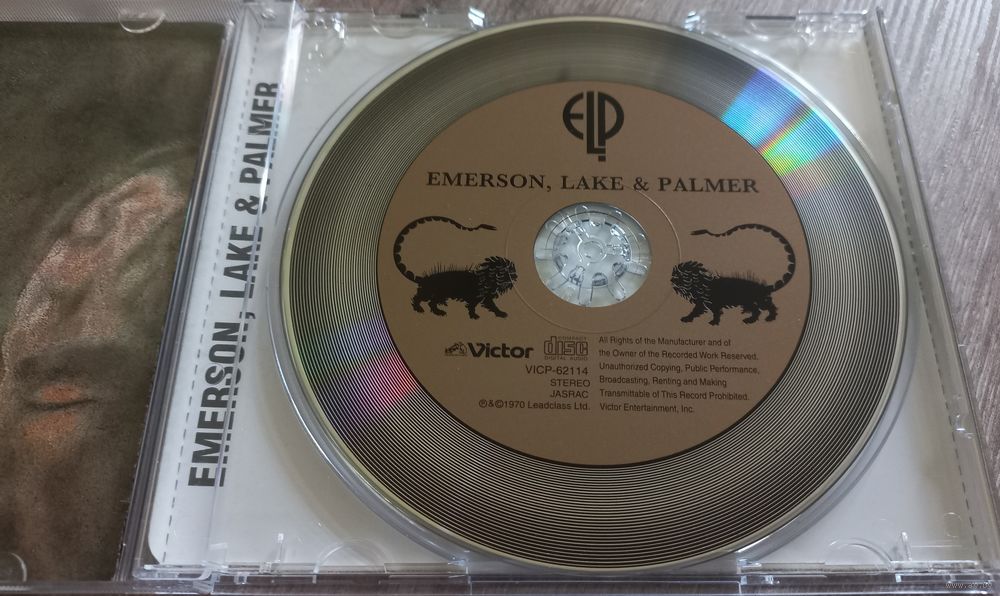 EMERSON, LAKE & PALMER
ELP
EMERSON, LAKE & PALMER
Victor
COMPACT
disc
DIGITAL AUDIO
VICP-62114
STEREO
JASRAC
℗&©1970 Leadclass Ltd.
All Rights of the Manufacturer and of
the Owner of the Recorded Work Reserved.
Unauthorized Copying, Public Performance,
Broadcasting, Renting and Making
Transmittable of This Record Prohibited.
Victor Entertainment, Inc.